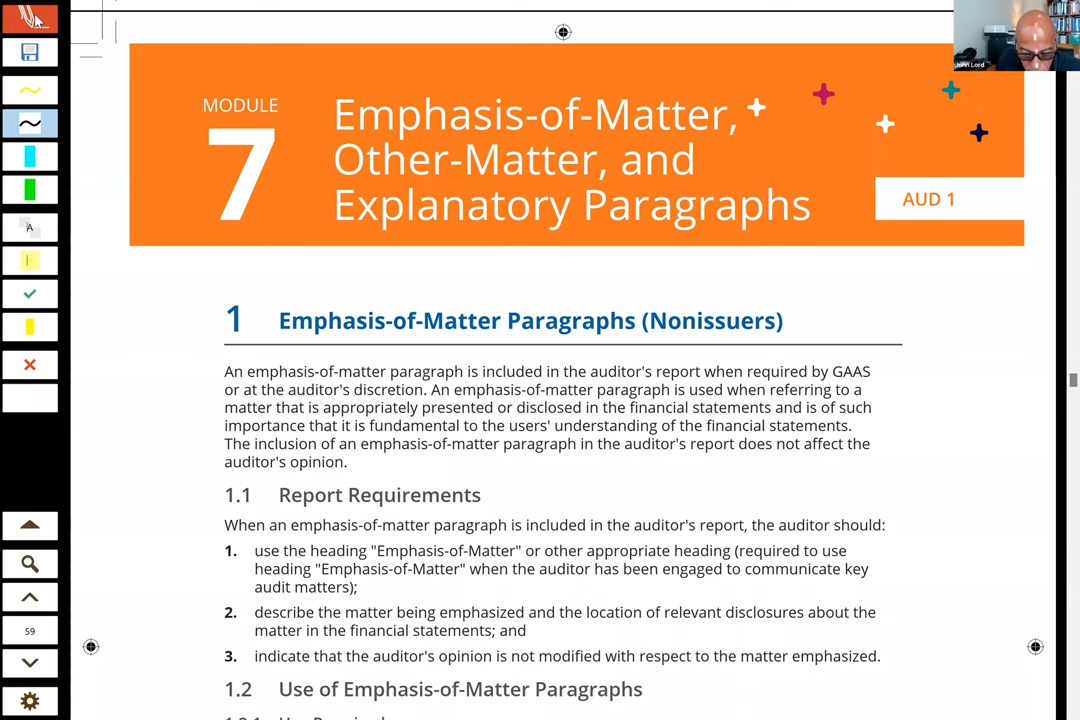 John Lord
MODULE
7
Emphasis-of-Matter,
Other-Matter, and
Explanatory Paragraphs
AUD 1
1 Emphasis-of-Matter Paragraphs (Nonissuers)
An emphasis-of-matter paragraph is included in the auditor's report when required by GAAS
or at the auditor's discretion. An emphasis-of-matter paragraph is used when referring to a
matter that is appropriately presented or disclosed in the financial statements and is of such
importance that it is fundamental to the users' understanding of the financial statements.
The inclusion of an emphasis-of-matter paragraph in the auditor's report does not affect the
auditor's opinion.
1.1 Report Requirements
When an emphasis-of-matter paragraph is included in the auditor's report, the auditor should:
1. use the heading "Emphasis-of-Matter" or other appropriate heading (required to use
heading "Emphasis-of-Matter" when the auditor has been engaged to communicate key
audit matters);
2. describe the matter being emphasized and the location of relevant disclosures about the
matter in the financial statements; and
3. indicate that the auditor's opinion is not modified with respect to the matter emphasized.
1.2 Use of Emphasis-of-Matter Paragraphs
A
59